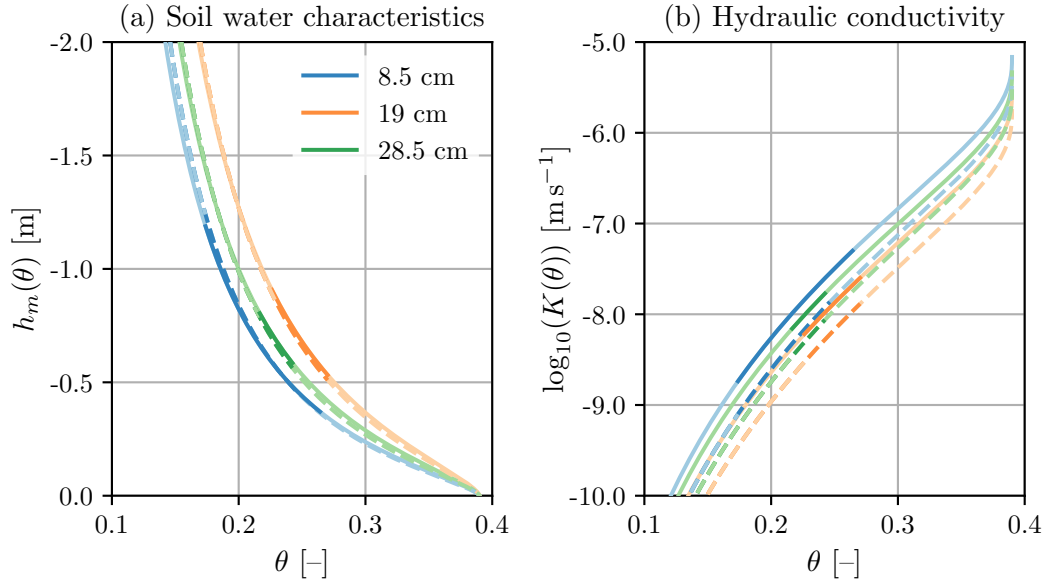 (a) Soil water characteristics
-2.0
-1.5
-1.0
-0.5
0.0
h_m(θ) [m]
8.5 cm
19 cm
28.5 cm
0.1
0.2
0.3
0.4
θ [–]
(b) Hydraulic conductivity
-5.0
-6.0
-7.0
-8.0
-9.0
-10.0
log₁₀(K(θ)) [m s⁻¹]
0.1
0.2
0.3
0.4
θ [–]